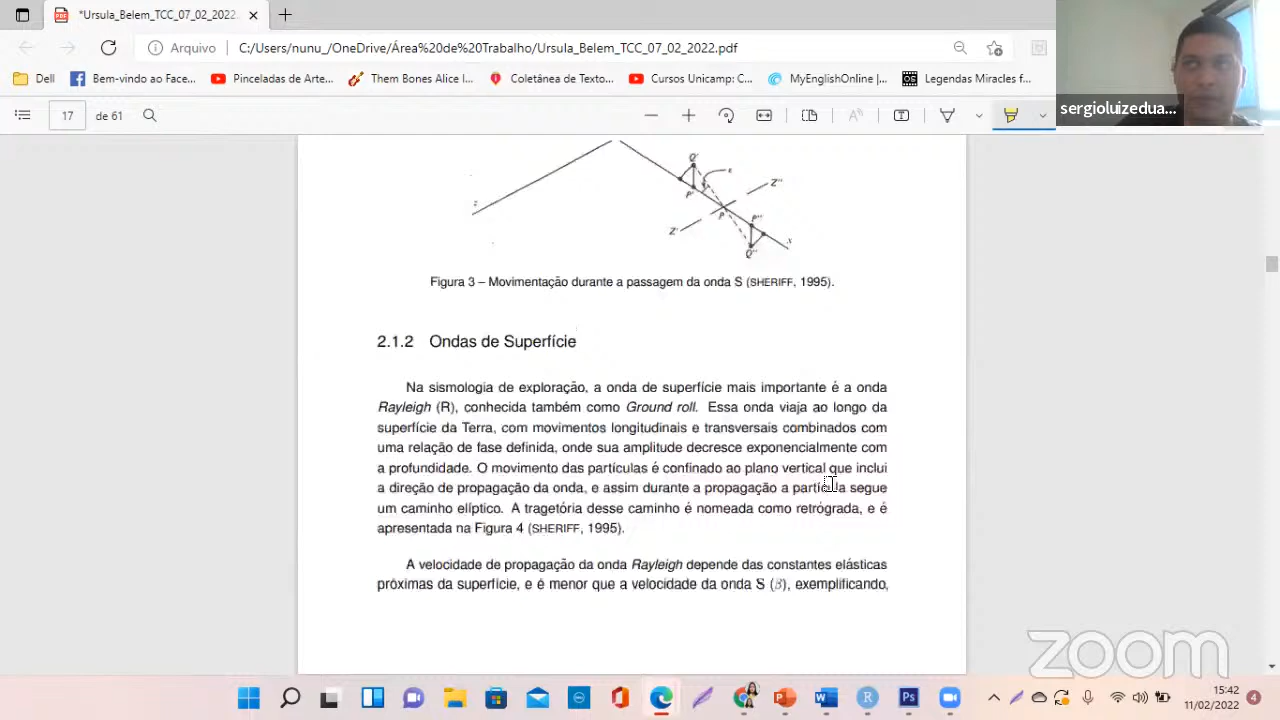 *Ursula_Belem_TCC_07_02_2022.
Arquivo
C:/Users/nunu_/OneDrive/Área%20de%20Trabalho/Ursula_Belem_TCC_07_02_2022.pdf
Dell
Bem-vindo ao Face...
Pinceladas de Arte...
Them Bones Alice I...
Coletânea de Texto...
Cursos Unicamp: C...
MyEnglishOnline |...
Legendas Miracles f...
sergioluizedua...
17 de 61
Q'
P'
Z''
z
P
P''
Z'
x
Q''
Figura 3 – Movimentação durante a passagem da onda S (SHERIFF, 1995).
2.1.2 Ondas de Superfície
Na sismologia de exploração, a onda de superfície mais importante é a onda
Rayleigh (R), conhecida também como Ground roll. Essa onda viaja ao longo da
superfície da Terra, com movimentos longitudinais e transversais combinados com
uma relação de fase definida, onde sua amplitude decresce exponencialmente com
a profundidade. O movimento das partículas é confinado ao plano vertical que inclui
a direção de propagação da onda, e assim durante a propagação a partícula segue
um caminho elíptico. A tragetória desse caminho é nomeada como retrógrada, e é
apresentada na Figura 4 (SHERIFF, 1995).
A velocidade de propagação da onda Rayleigh depende das constantes elásticas
próximas da superfície, e é menor que a velocidade da onda S (β), exemplificando,
zoom
15:42
11/02/2022
4